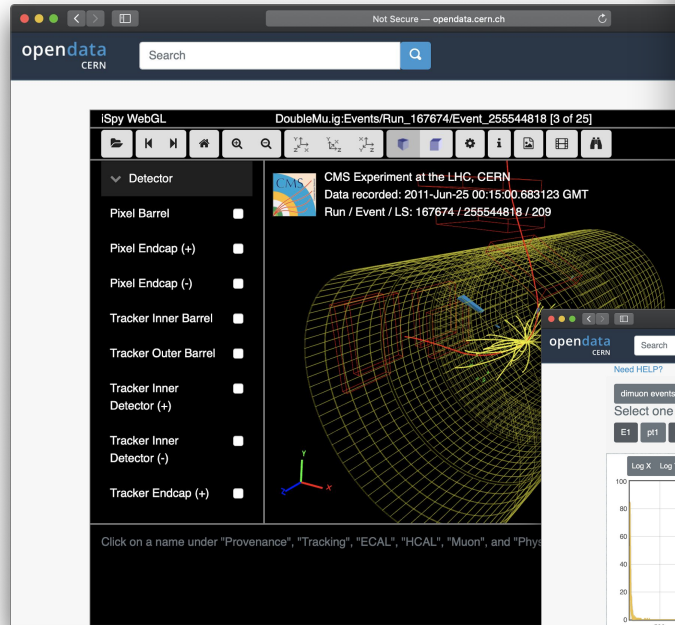 Not Secure — opendata.cern.ch
opendata
CERN
Search
iSpy WebGL
DoubleMu.ig:Events/Run_167674/Event_255544818 [3 of 25]
Detector
CMS
CMS Experiment at the LHC, CERN
Data recorded: 2011-Jun-25 00:15:00.683123 GMT
Run / Event / LS: 167674 / 255544818 / 209
Pixel Barrel
Pixel Endcap (+)
Pixel Endcap (-)
Tracker Inner Barrel
Tracker Outer Barrel
Tracker Inner
Detector (+)
Tracker Inner
Detector (-)
Tracker Endcap (+)
Y
X
Z
Click on a name under "Provenance", "Tracking", "ECAL", "HCAL", "Muon", and "Phys
opendata
CERN
Search
Need HELP?
dimuon events
Select one
E1
pt1
Log X
Log
100
80
60
40
20
0